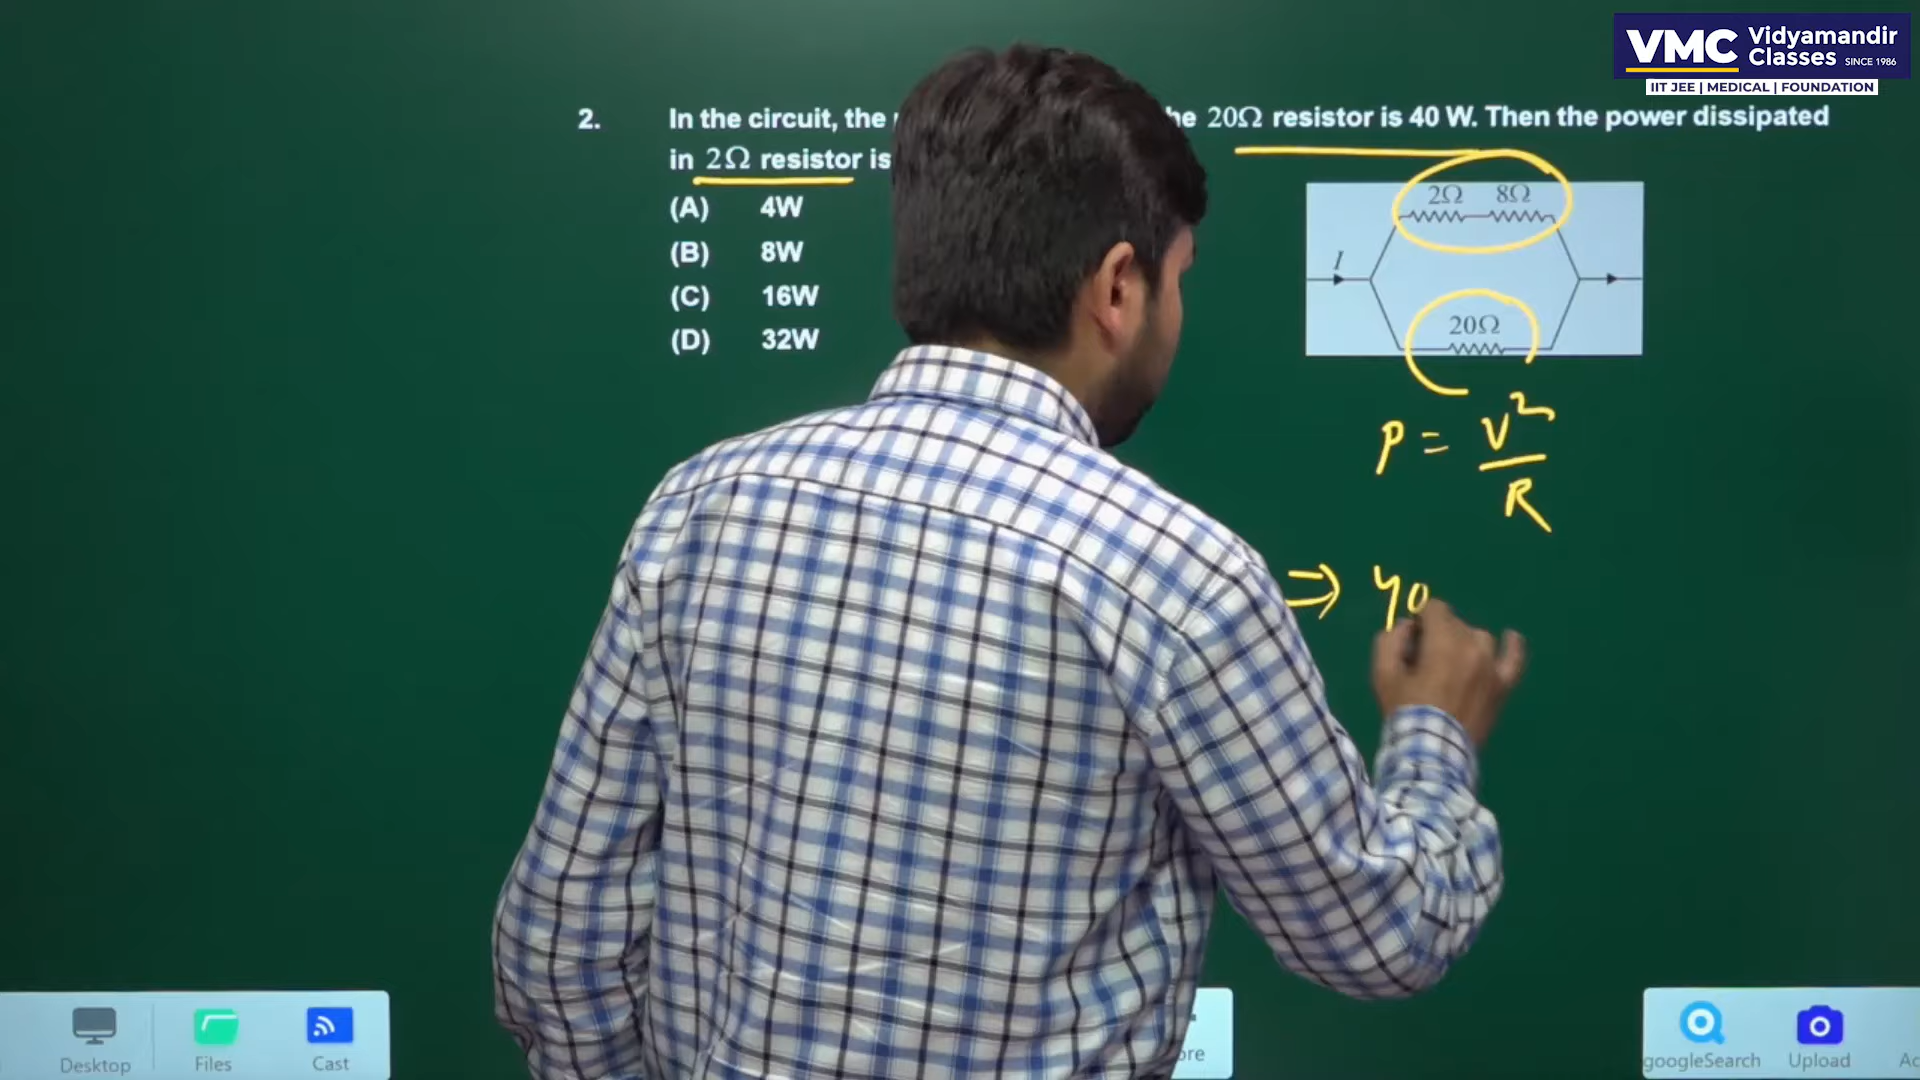 VMC Vidyamandir Classes SINCE 1986
IIT JEE | MEDICAL | FOUNDATION
2. In the circuit, the 20Ω resistor is 40 W. Then the power dissipated
in 2Ω resistor is
(A) 4W
(B) 8W
(C) 16W
(D) 32W
2Ω 8Ω
I
20Ω
P = V²/R
⇒ 40
Desktop Files Cast googleSearch Upload